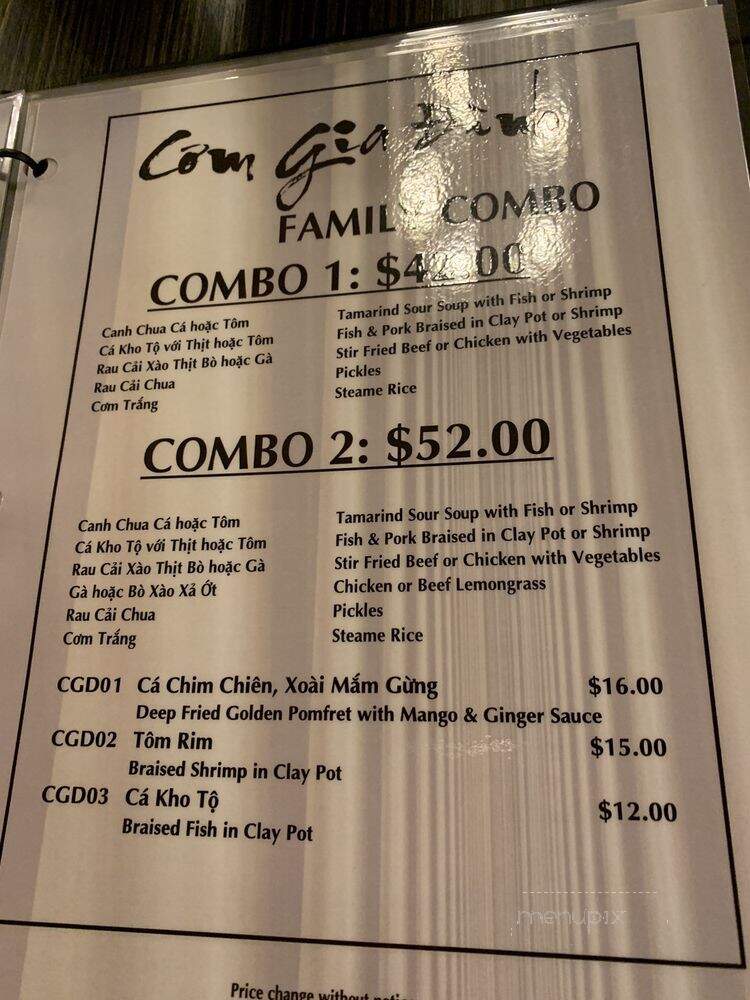 Cơm Gia Đình
FAMILY COMBO
COMBO 1: $42.00
Canh Chua Cá hoặc Tôm
Tamarind Sour Soup with Fish or Shrimp
Cá Kho Tộ với Thịt hoặc Tôm
Fish & Pork Braised in Clay Pot or Shrimp
Rau Cải Xào Thịt Bò hoặc Gà
Stir Fried Beef or Chicken with Vegetables
Rau Cải Chua
Pickles
Cơm Trắng
Steame Rice
COMBO 2: $52.00
Canh Chua Cá hoặc Tôm
Tamarind Sour Soup with Fish or Shrimp
Cá Kho Tộ với Thịt hoặc Tôm
Fish & Pork Braised in Clay Pot or Shrimp
Rau Cải Xào Thịt Bò hoặc Gà
Stir Fried Beef or Chicken with Vegetables
Gà hoặc Bò Xào Xả Ớt
Chicken or Beef Lemongrass
Rau Cải Chua
Pickles
Cơm Trắng
Steame Rice
CGD01 Cá Chim Chiên, Xoài Mắm Gừng $16.00
Deep Fried Golden Pomfret with Mango & Ginger Sauce
CGD02 Tôm Rim $15.00
Braised Shrimp in Clay Pot
CGD03 Cá Kho Tộ $12.00
Braised Fish in Clay Pot
menupix
Price change without